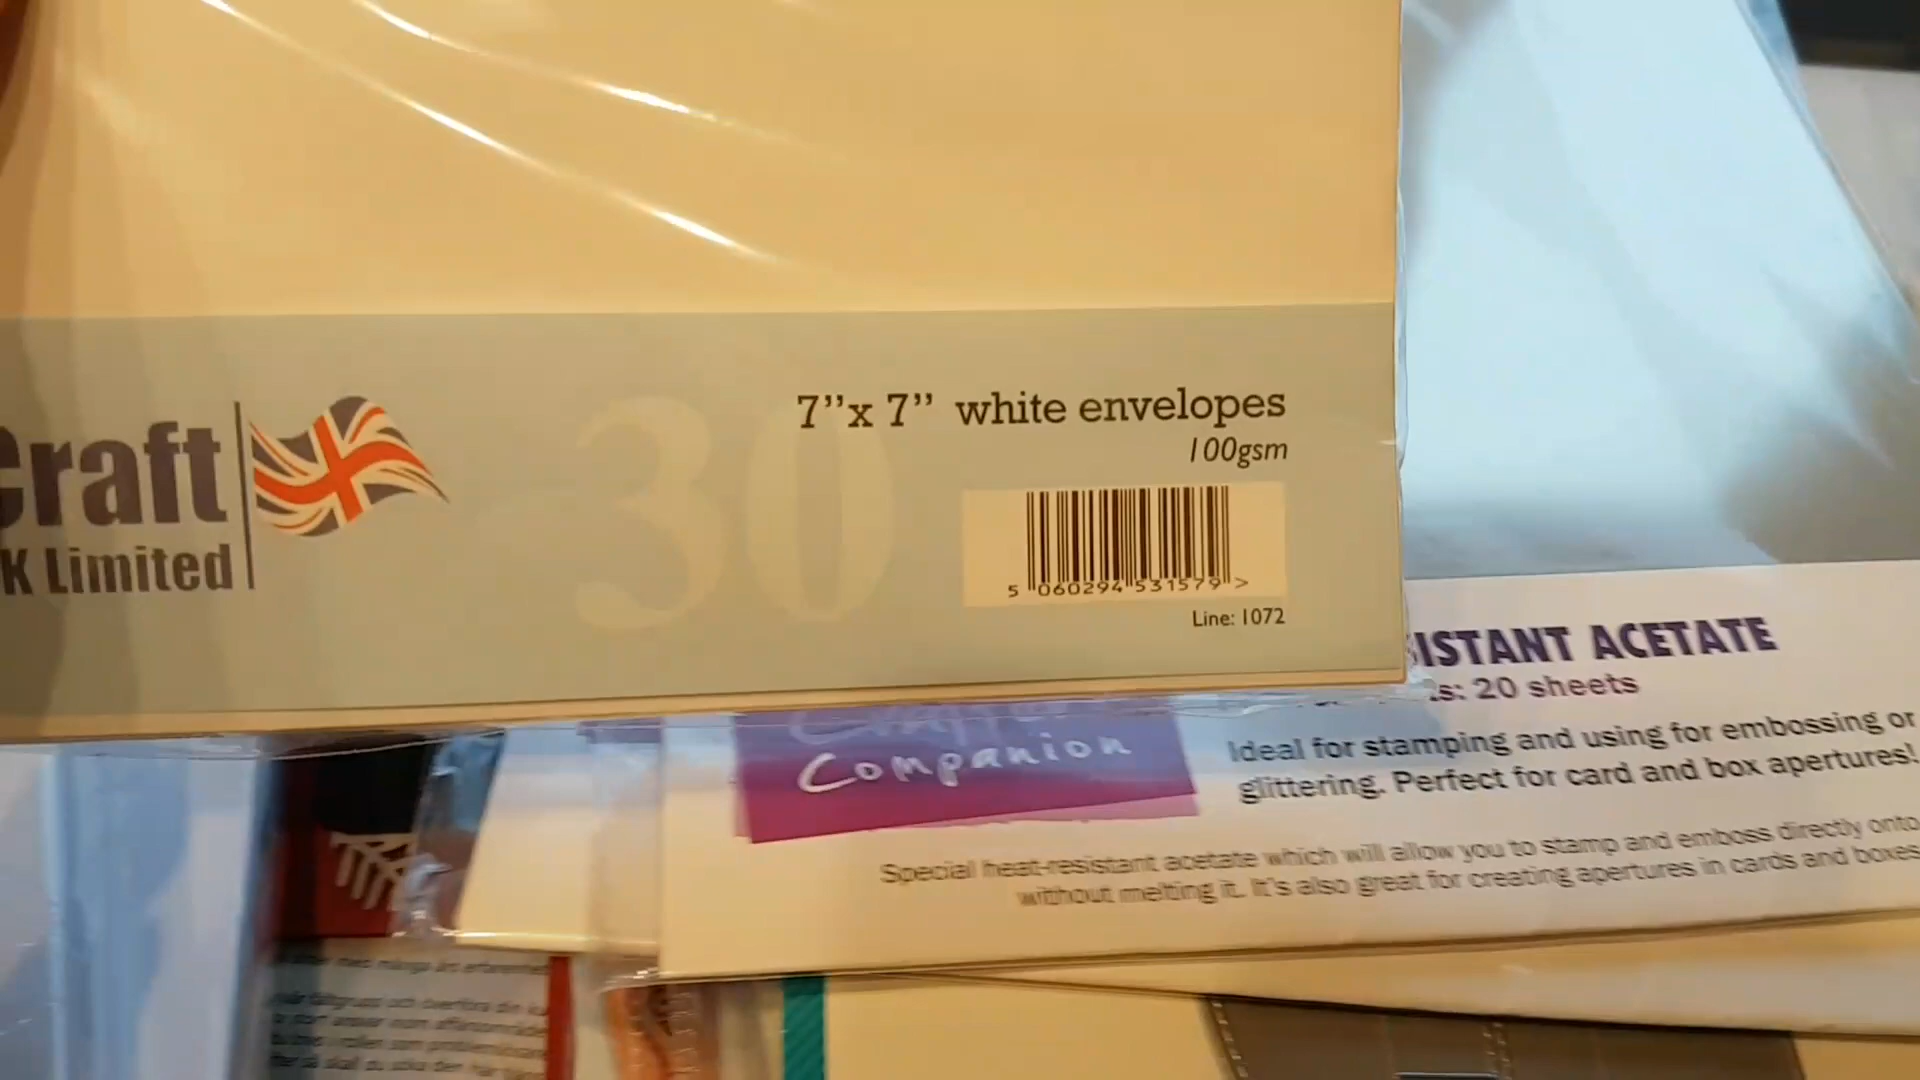 Craft
K Limited
30
7”x 7” white envelopes
100gsm
5 060294 531579 >
Line: 1072
ISTANT ACETATE
20 sheets
Companion
Ideal for stamping and using for embossing or
glittering. Perfect for card and box apertures!
Special heat-resistant acetate which will allow you to stamp and emboss directly onto
without melting it. It's also great for creating apertures in cards and boxes